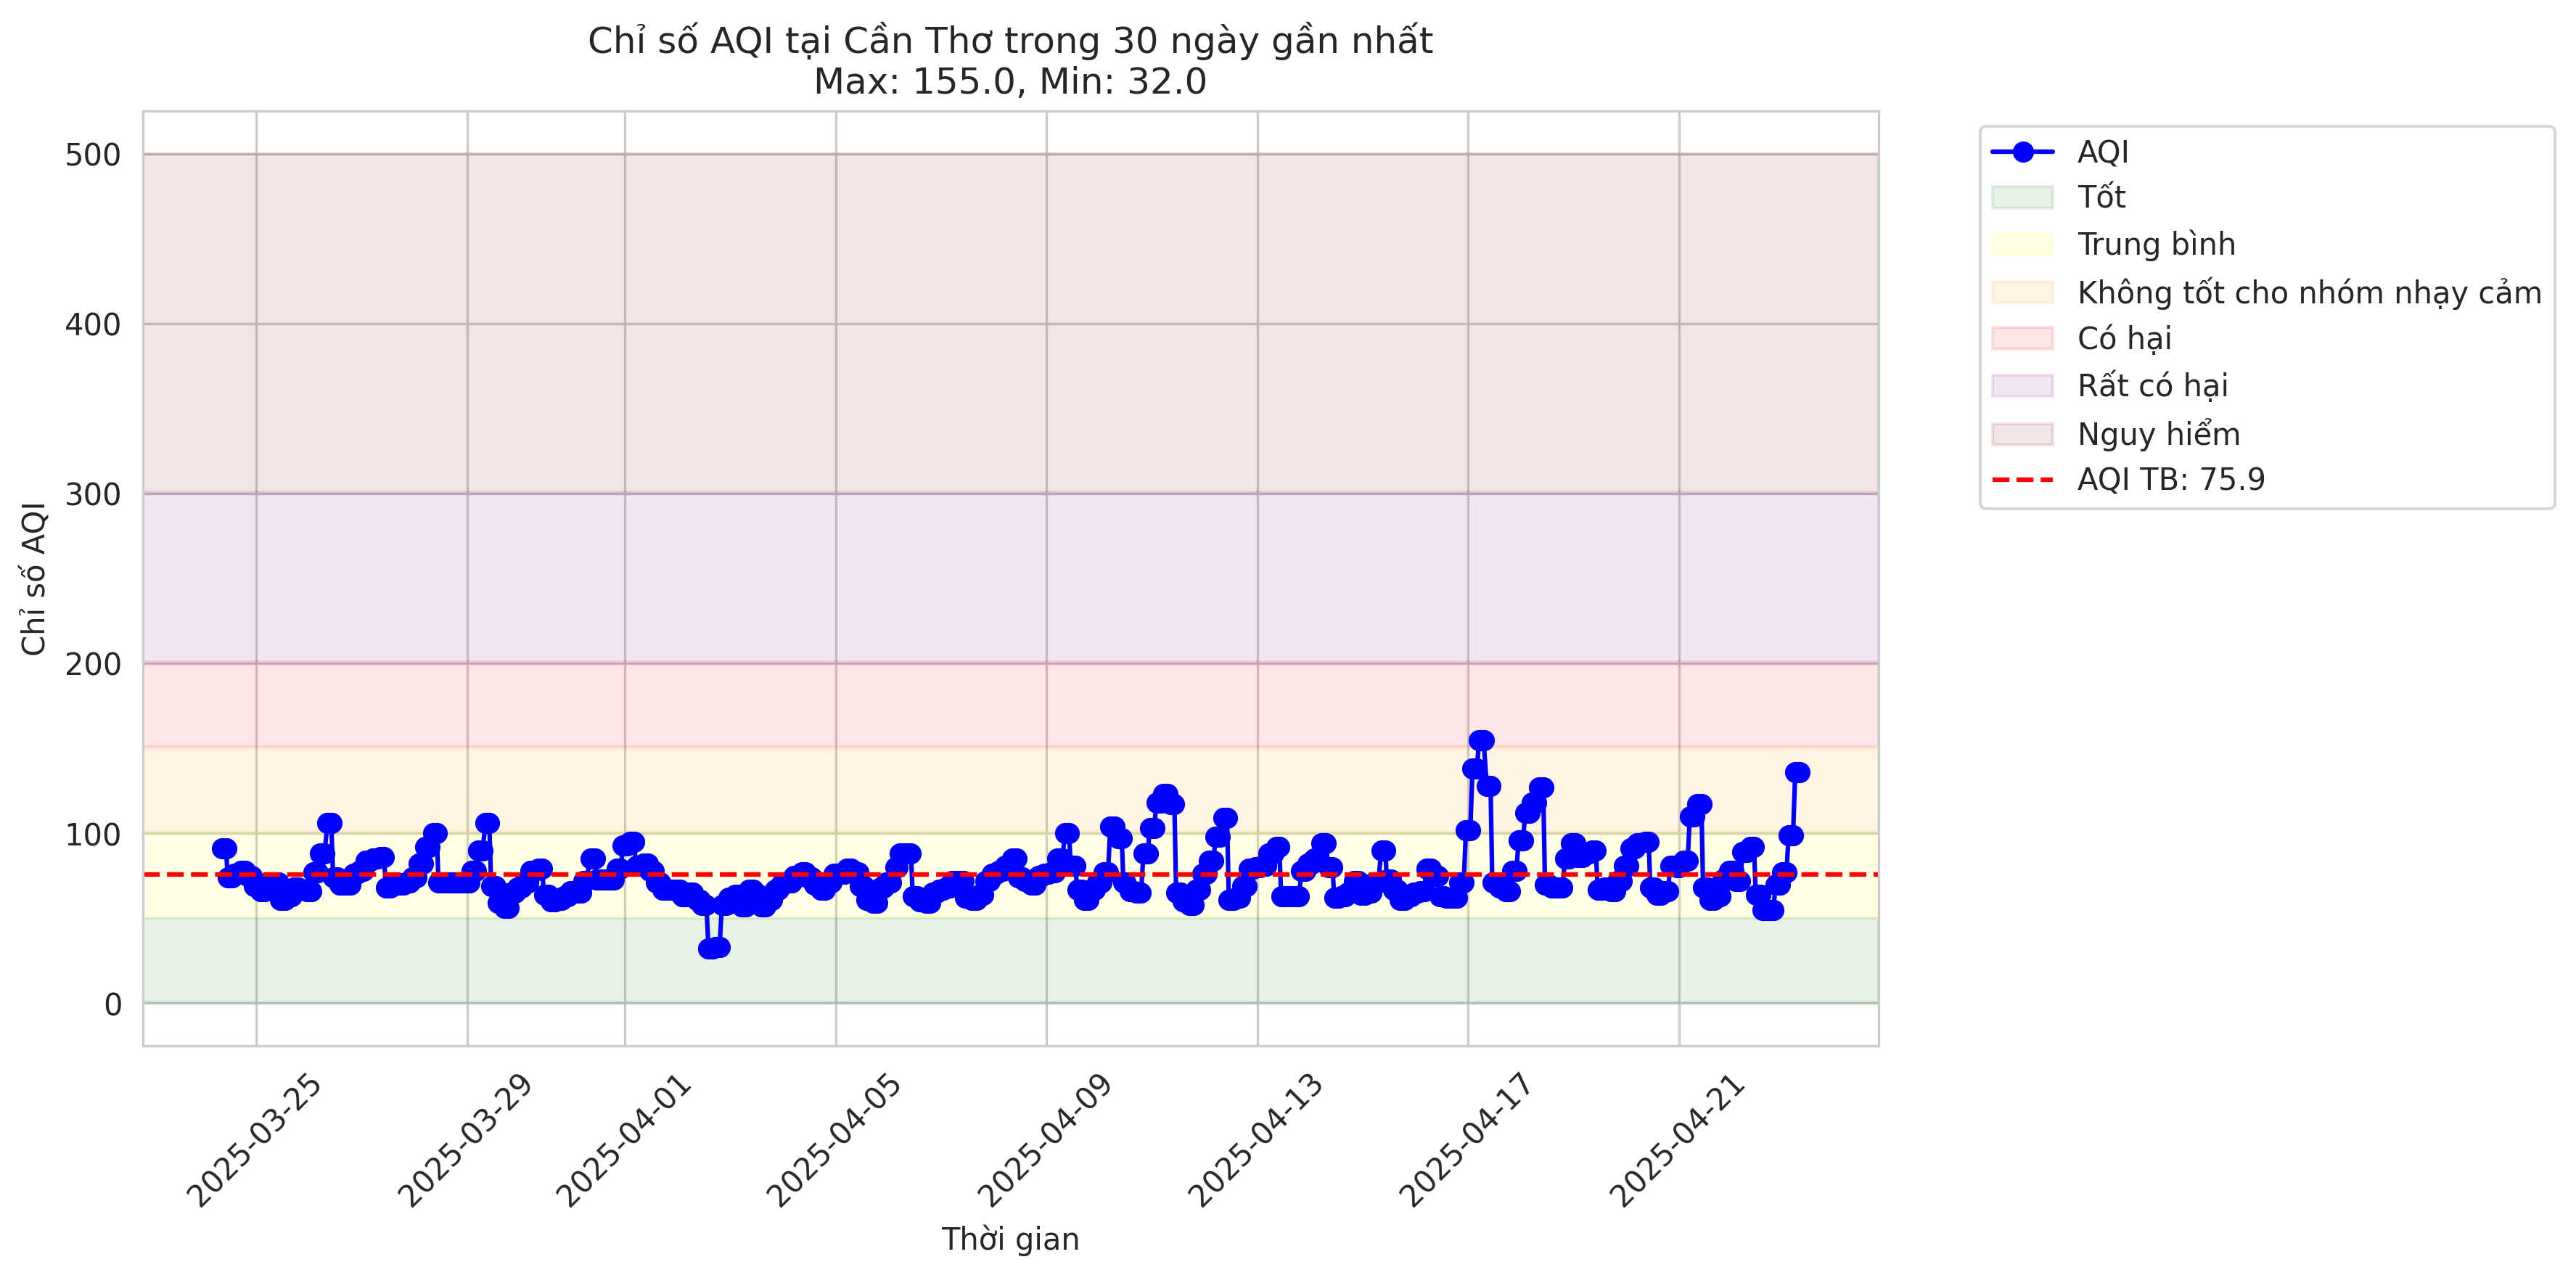 Chỉ số AQI tại Cần Thơ trong 30 ngày gần nhất
Max: 155.0, Min: 32.0
Chỉ số AQI
500
400
300
200
100
0
2025-03-25
2025-03-29
2025-04-01
2025-04-05
2025-04-09
2025-04-13
2025-04-17
2025-04-21
Thời gian
AQI
Tốt
Trung bình
Không tốt cho nhóm nhạy cảm
Có hại
Rất có hại
Nguy hiểm
AQI TB: 75.9